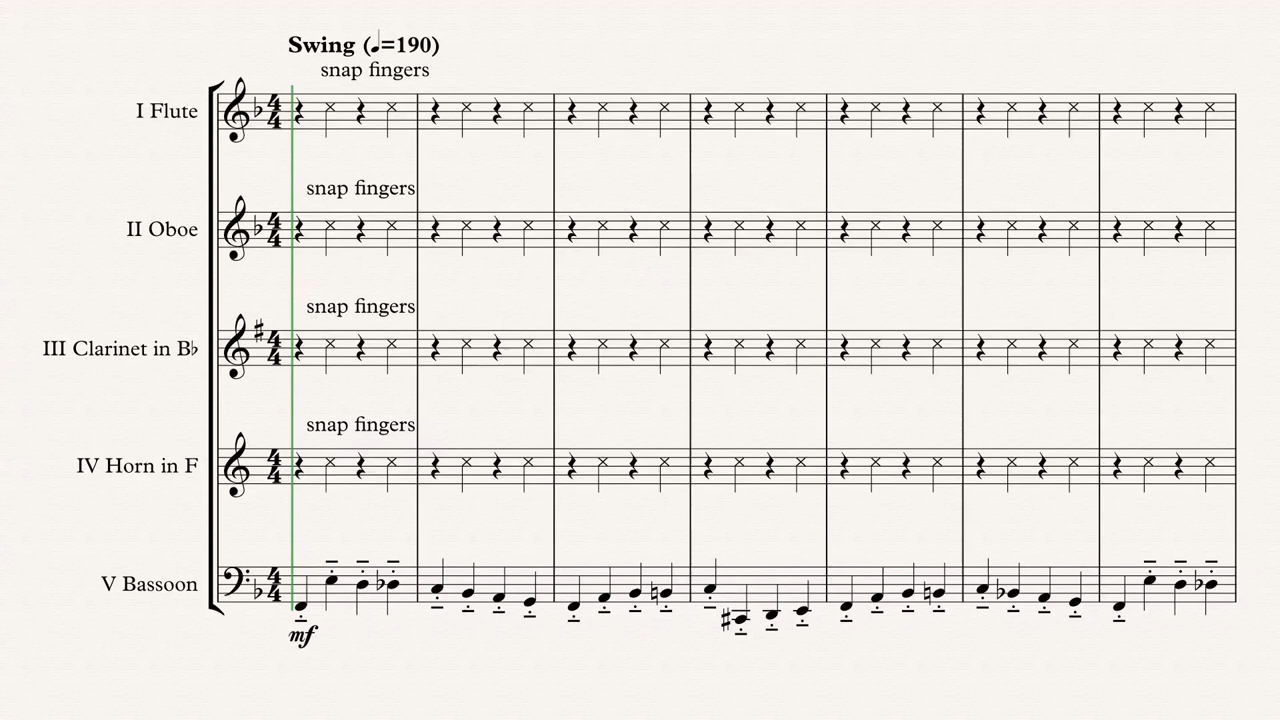 Swing (♩=190)
snap fingers
I Flute
snap fingers
II Oboe
snap fingers
III Clarinet in B♭
snap fingers
IV Horn in F
V Bassoon
mf